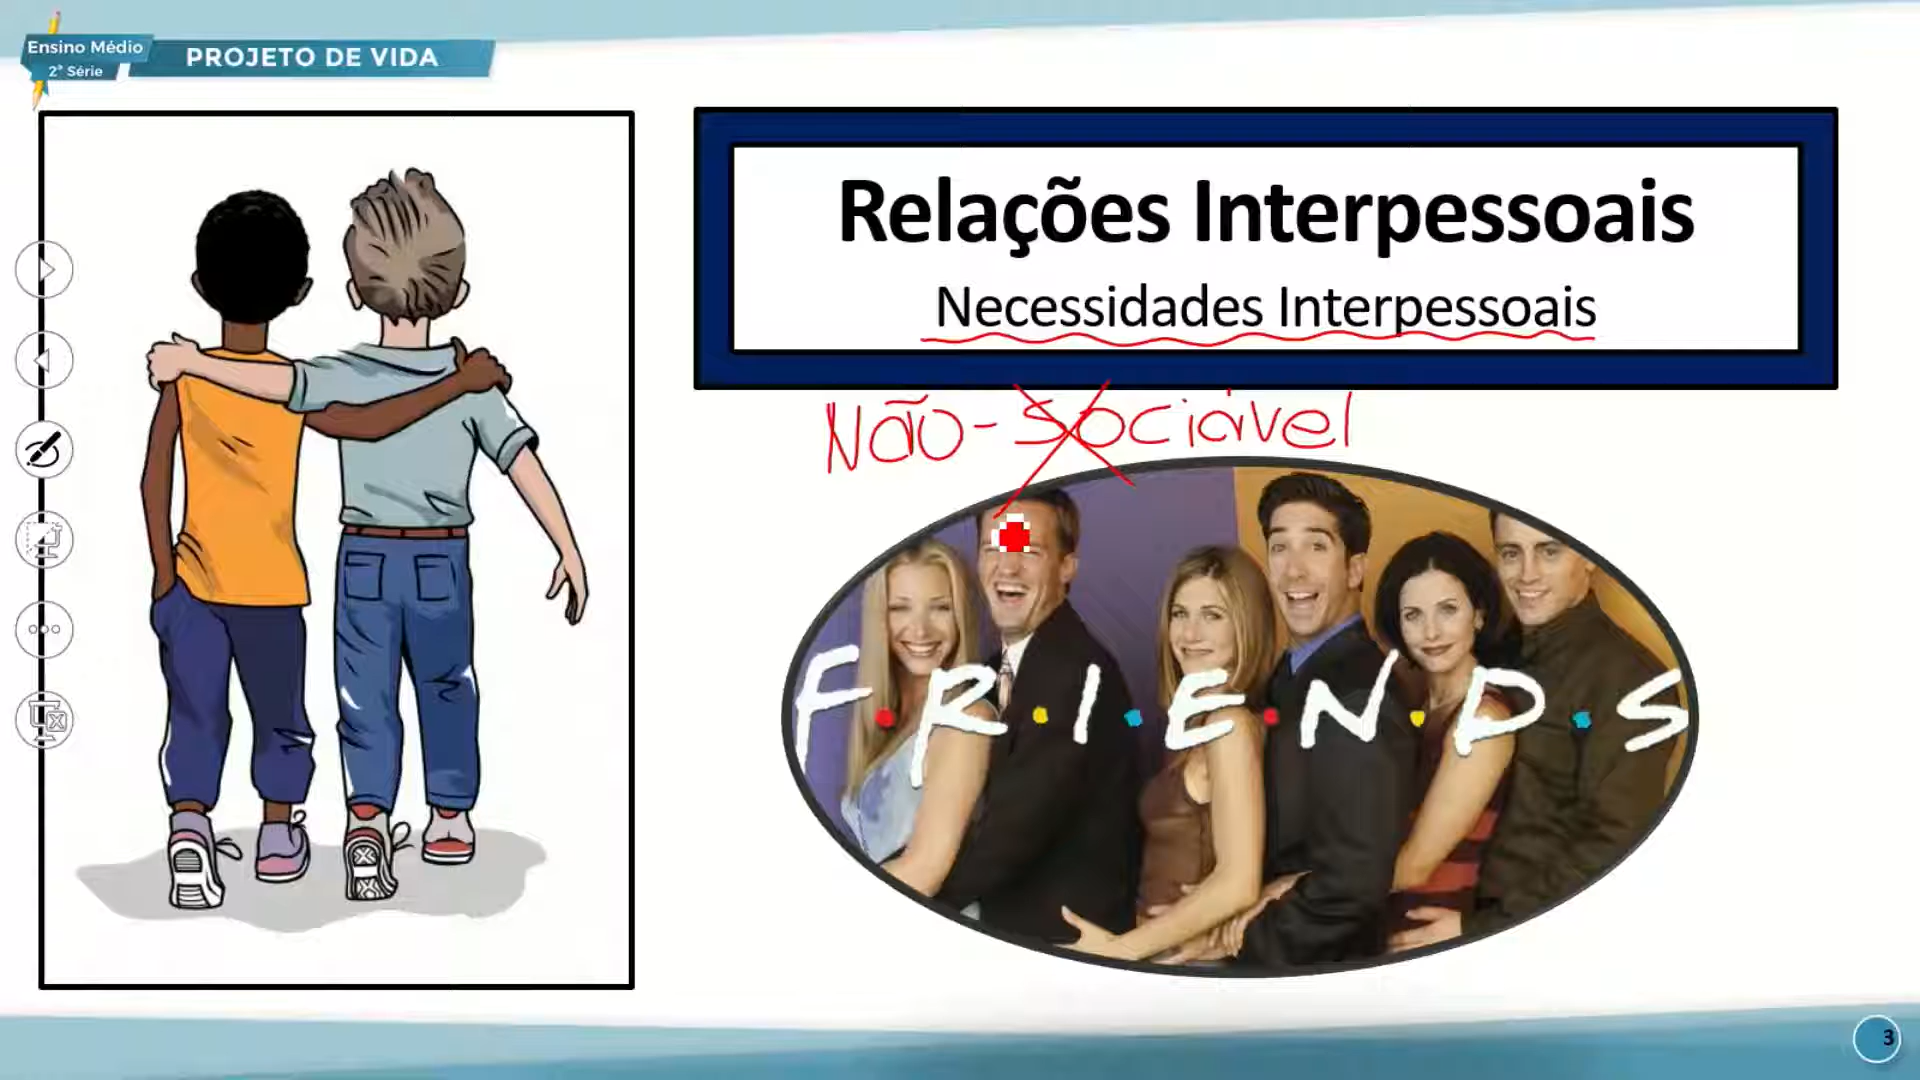 Ensino Médio
2ª Série
PROJETO DE VIDA
Relações Interpessoais
Necessidades Interpessoais
Não-sociável
F.R.I.E.N.D.S
3